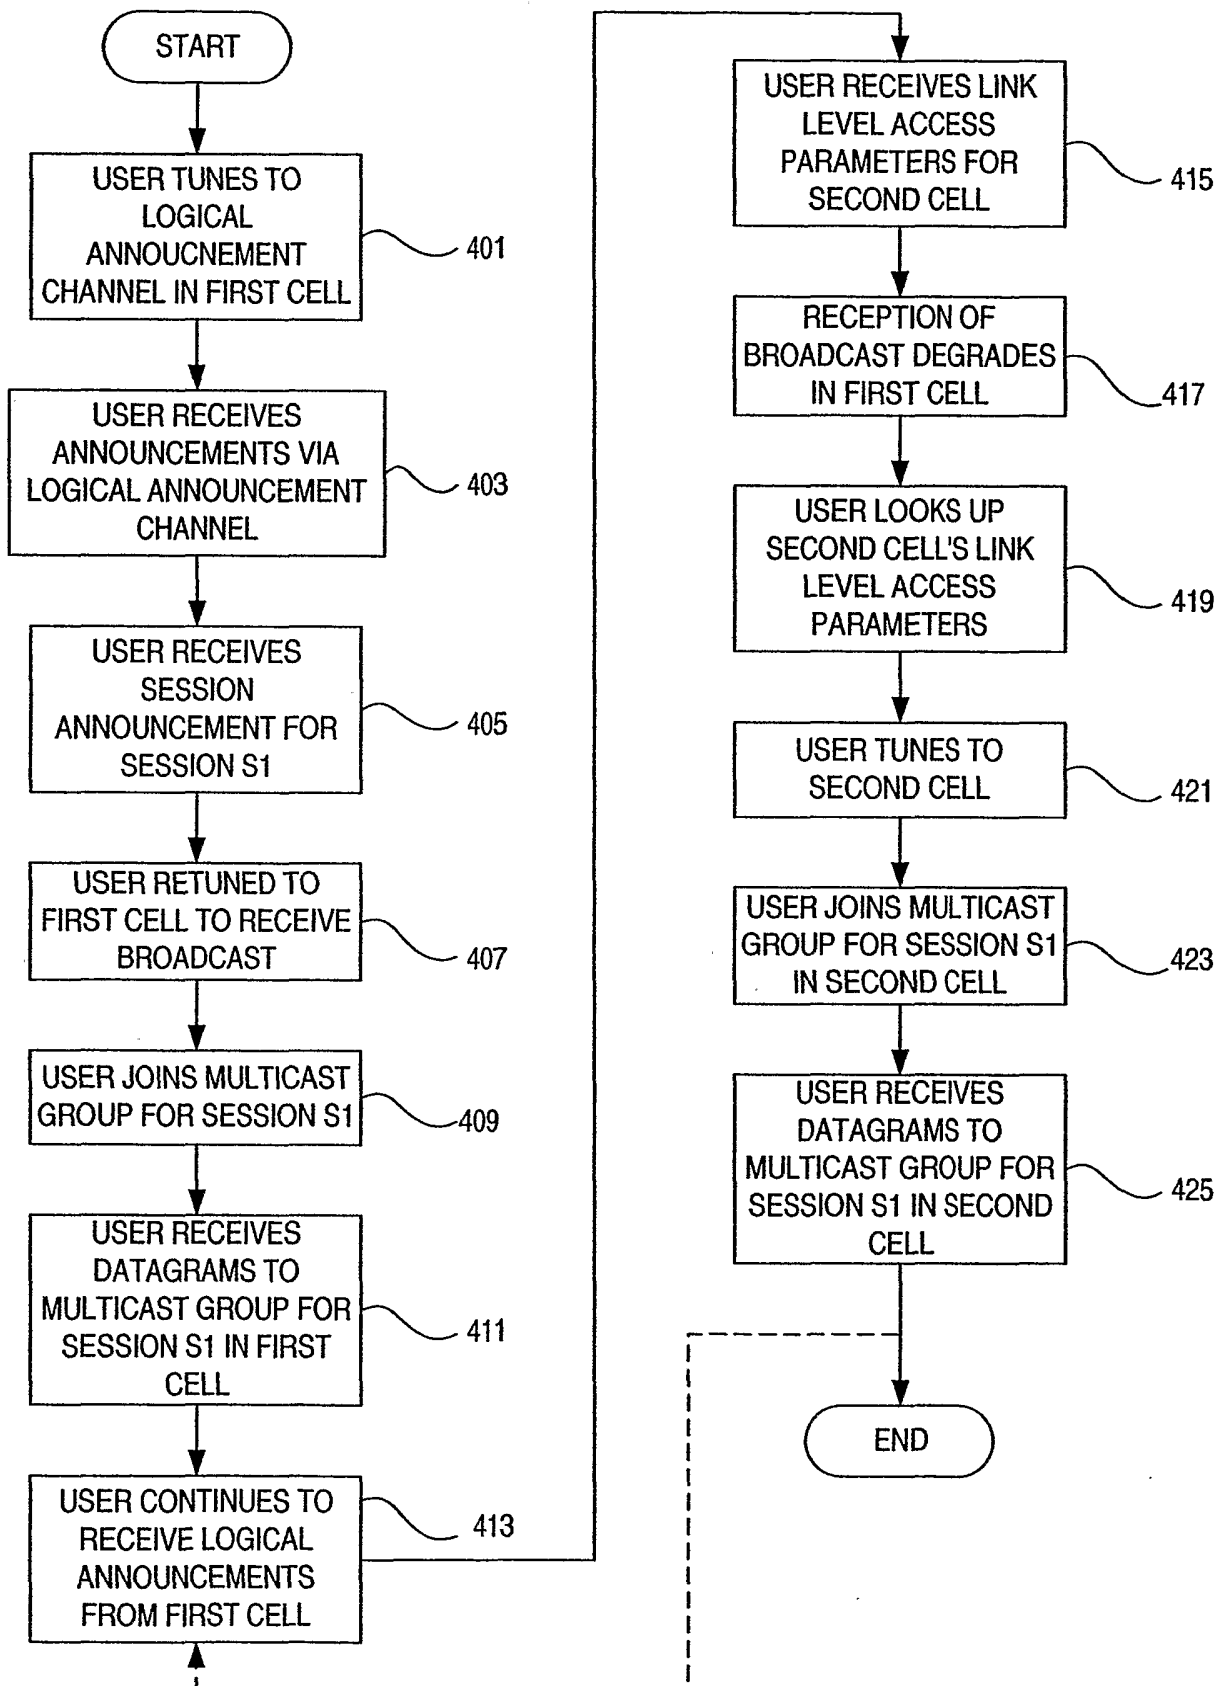 START
USER TUNES TO
LOGICAL
ANNOUCNEMENT
CHANNEL IN FIRST CELL
401
USER RECEIVES
ANNOUNCEMENTS VIA
LOGICAL ANNOUNCEMENT
CHANNEL
403
USER RECEIVES
SESSION
ANNOUNCEMENT FOR
SESSION S1
405
USER RETUNED TO
FIRST CELL TO RECEIVE
BROADCAST
407
USER JOINS MULTICAST
GROUP FOR SESSION S1
409
USER RECEIVES
DATAGRAMS TO
MULTICAST GROUP FOR
SESSION S1 IN FIRST
CELL
411
USER CONTINUES TO
RECEIVE LOGICAL
ANNOUNCEMENTS
FROM FIRST CELL
413
USER RECEIVES LINK
LEVEL ACCESS
PARAMETERS FOR
SECOND CELL
415
RECEPTION OF
BROADCAST DEGRADES
IN FIRST CELL
417
USER LOOKS UP
SECOND CELL'S LINK
LEVEL ACCESS
PARAMETERS
419
USER TUNES TO
SECOND CELL
421
USER JOINS MULTICAST
GROUP FOR SESSION S1
IN SECOND CELL
423
USER RECEIVES
DATAGRAMS TO
MULTICAST GROUP FOR
SESSION S1 IN SECOND
CELL
425
END